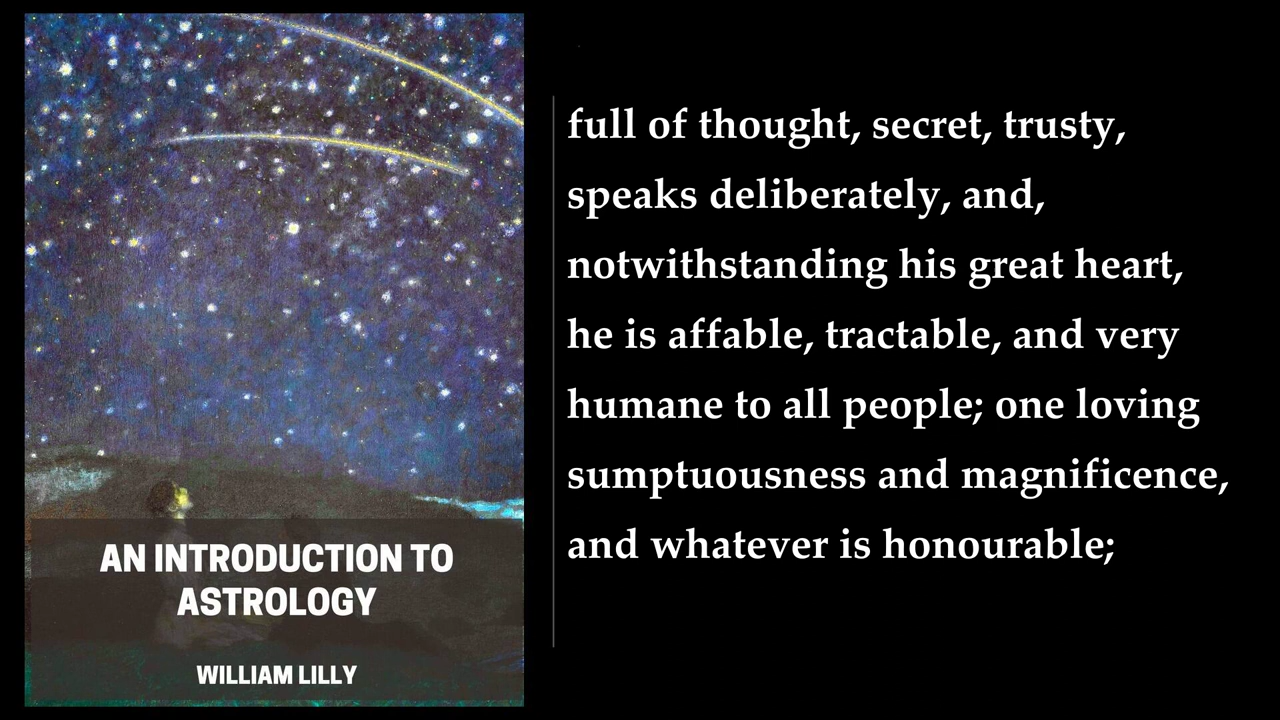 AN INTRODUCTION TO
ASTROLOGY
WILLIAM LILLY
full of thought, secret, trusty,
speaks deliberately, and,
notwithstanding his great heart,
he is affable, tractable, and very
humane to all people; one loving
sumptuousness and magnificence,
and whatever is honourable;